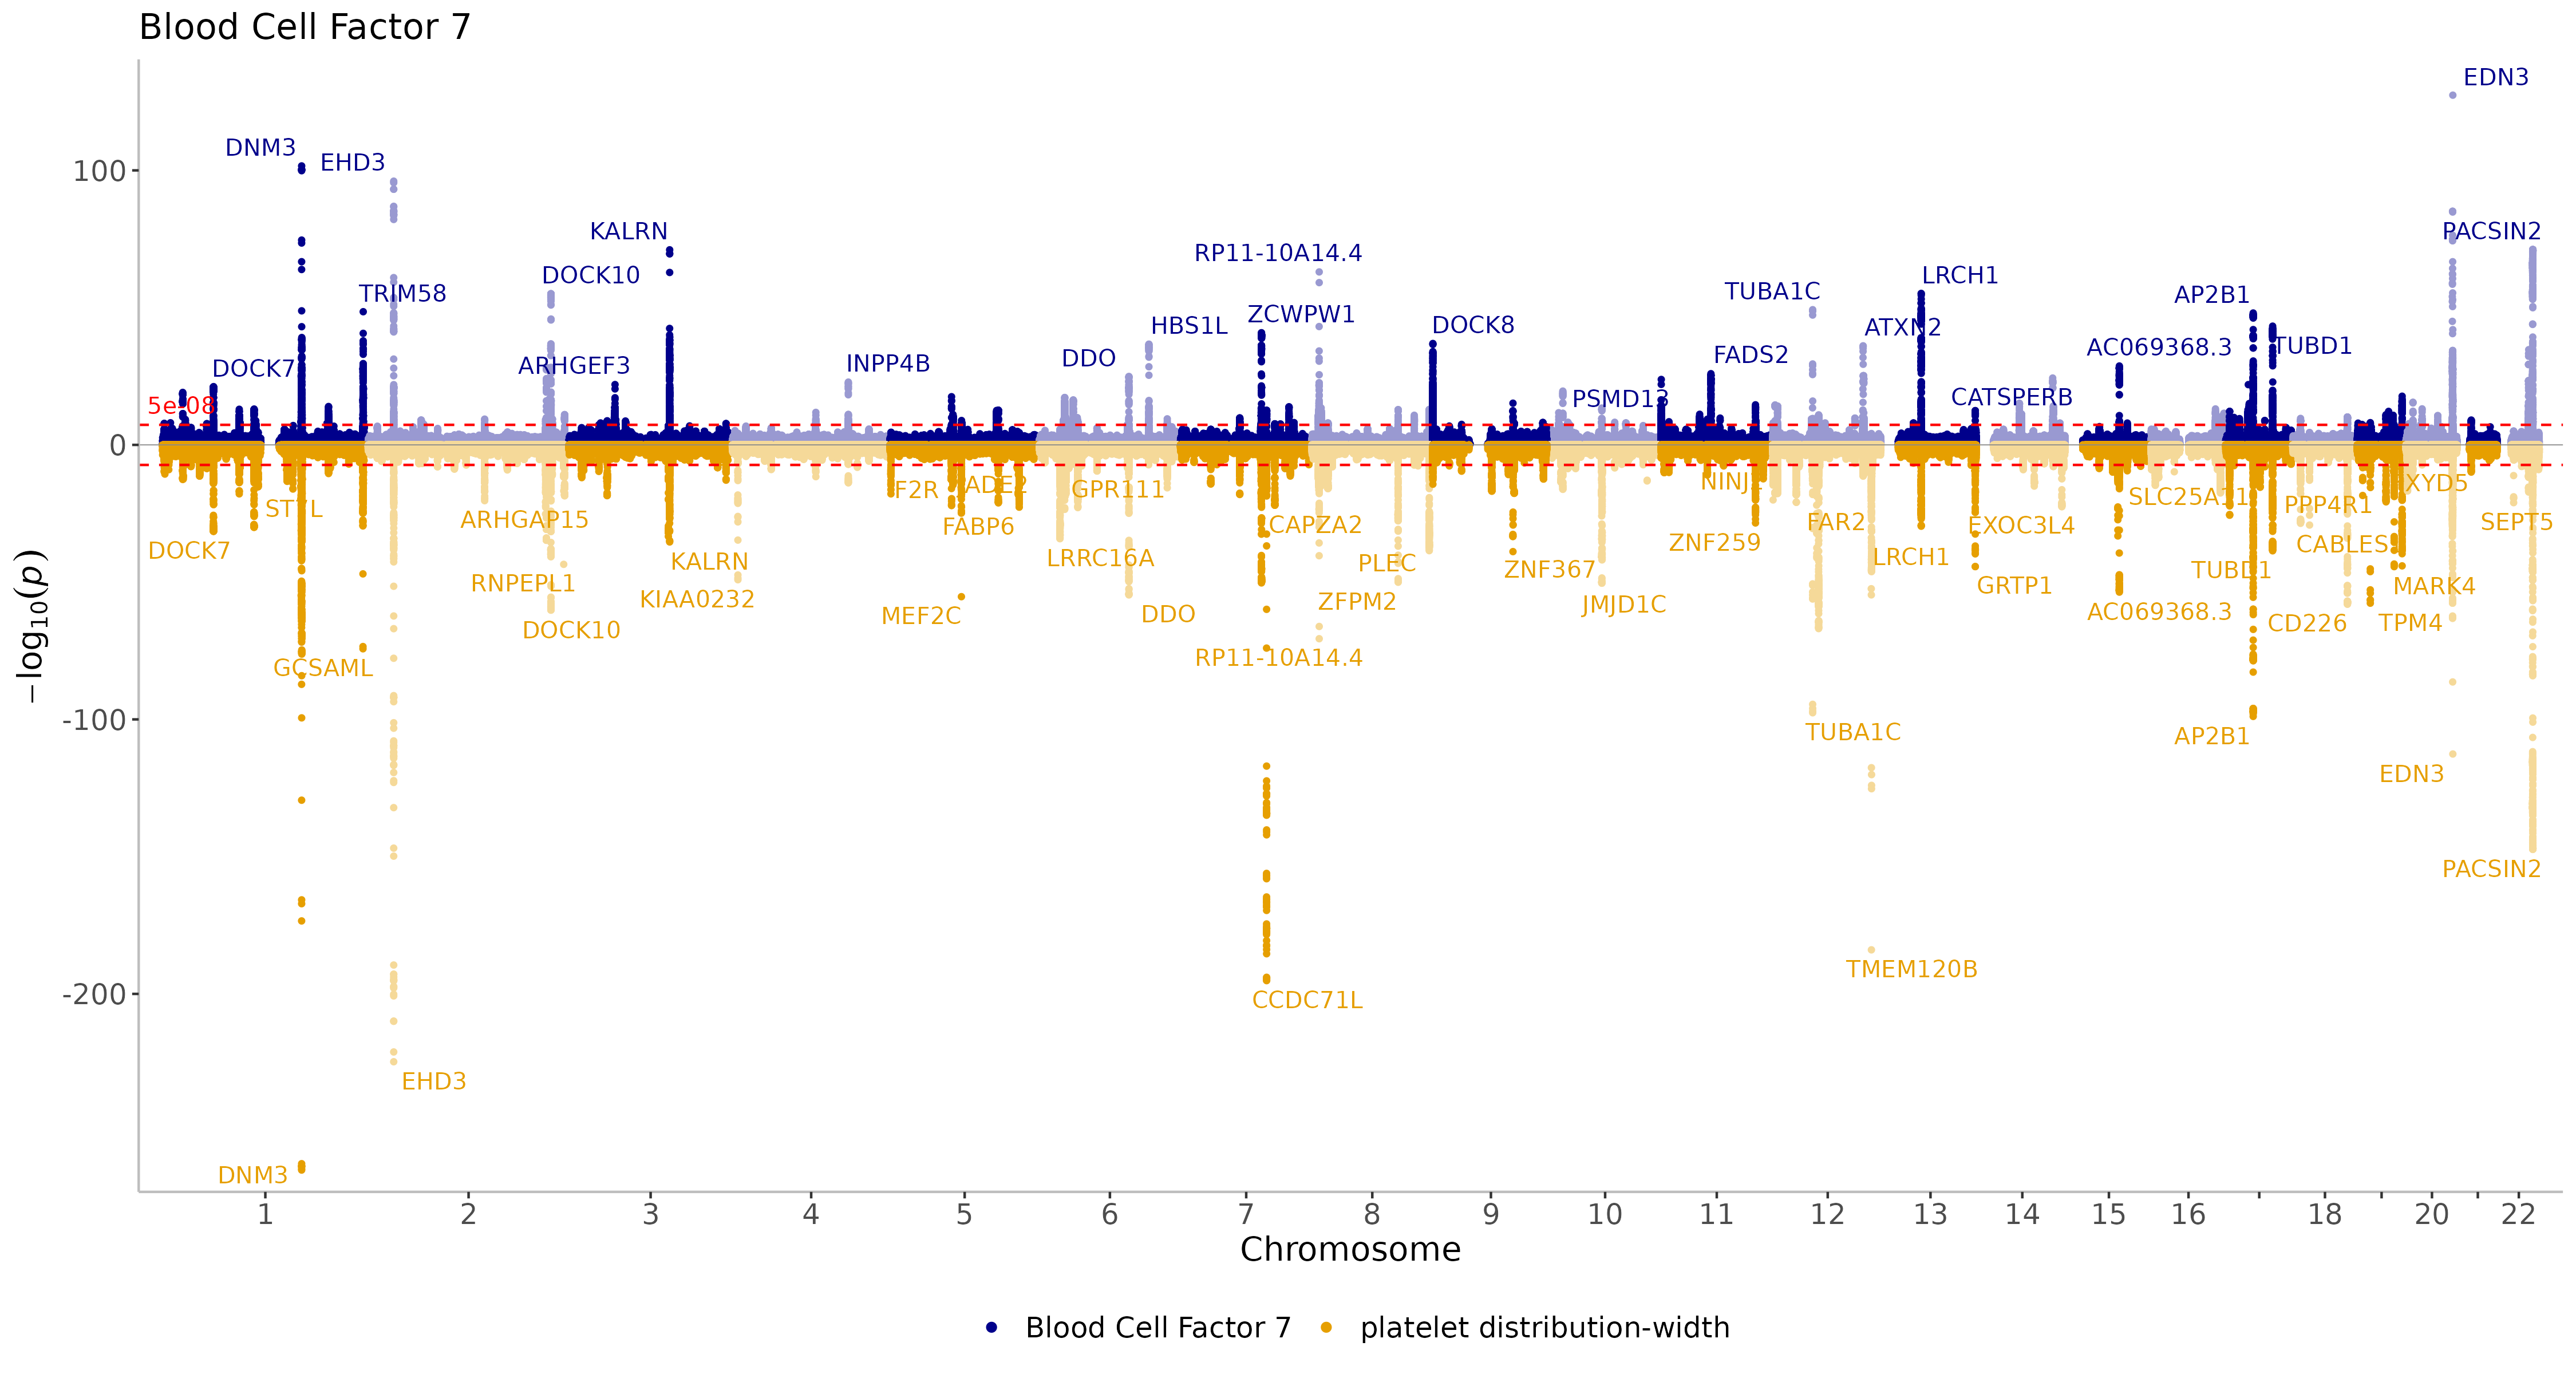 Blood Cell Factor 7
EDN3
DNM3
EHD3
100
KALRN
PACSIN2
RP11-10A14.4
DOCK10
LRCH1
TRIM58
TUBA1C
AP2B1
HBS1L
ZCWPW1
DOCK8
ATXN2
DOCK7
ARHGEF3
INPP4B
DDO
FADS2
AC069368.3
TUBD1
5e-08
PSMD13
CATSPERB
0
F2R
GPR111
NINJ2
SLC25A11
PPP4R1
ARHGAP15
FABP6
CAPZA2
FAR2
EXOC3L4
SEPT5
DOCK7
KALRN
LRRC16A
PLEC
ZNF367
ZNF259
LRCH1
CABLES
RNPEPL1
KIAA0232
MEF2C
DDO
ZFPM2
JMJD1C
GRTP1
TUBD1
MARK4
DOCK10
AC069368.3
CD226
TPM4
GCSAML
RP11-10A14.4
-100
TUBA1C
AP2B1
EDN3
PACSIN2
-200
CCDC71L
TMEM120B
EHD3
DNM3
−log10(p)
1 2 3 4 5 6 7 8 9 10 11 12 13 14 15 16 18 20 22
Chromosome
Blood Cell Factor 7 platelet distribution-width